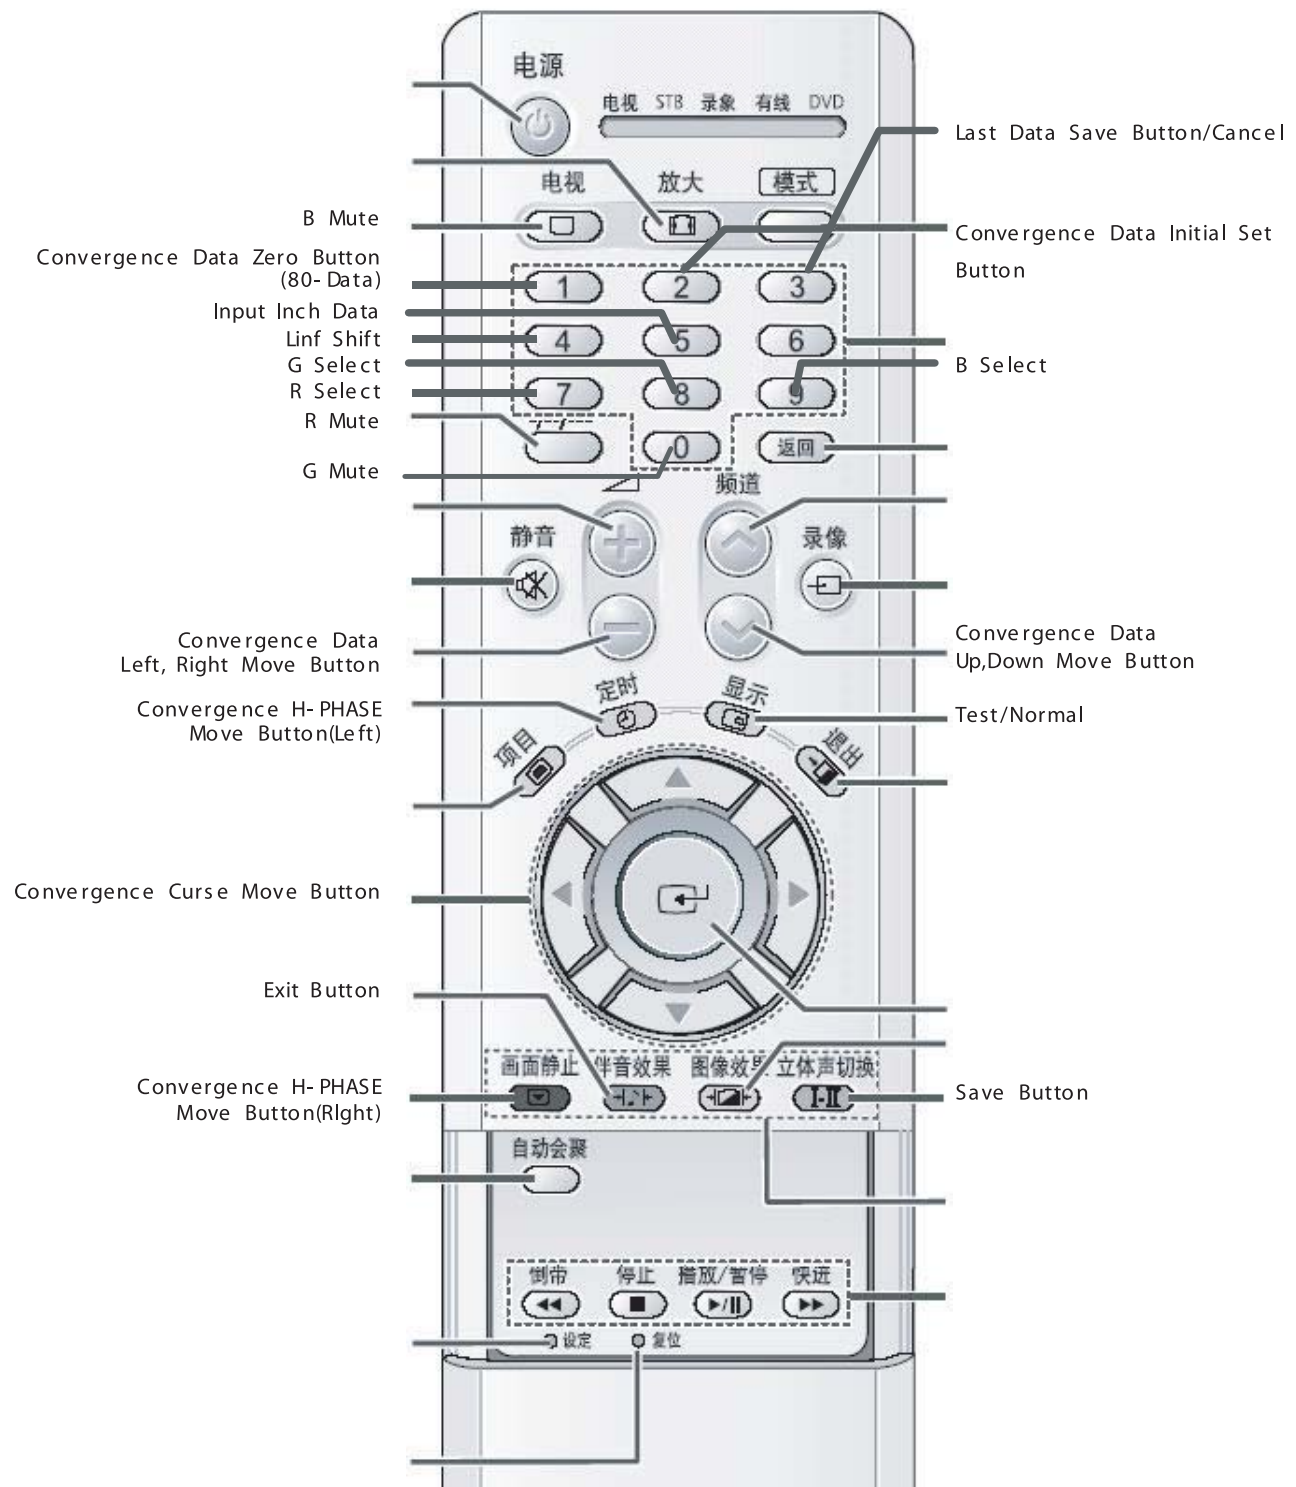 电源
电视 STB 录象 有线 DVD
Last Data Save Button/Cancel
电视 放大 模式
B Mute
Convergence Data Initial Set
Button
Convergence Data Zero Button
(80-Data)
1 2 3
Input Inch Data
Linf Shift
4 5 6
G Select
B Select
R Select
7 8 9
R Mute
-/--
0 返回
G Mute
频道
静音 录像
Convergence Data
Left, Right Move Button
Convergence Data
Up,Down Move Button
定时 显示
Convergence H-PHASE
Move Button(Left)
Test/Normal
项目 退出
Convergence Curse Move Button
Exit Button
画面静止 伴音效果 图像效果 立体声切换
Convergence H-PHASE
Move Button(RIght)
I-II
Save Button
自动会聚
倒带 停止 播放/暂停 快进
设定 复位